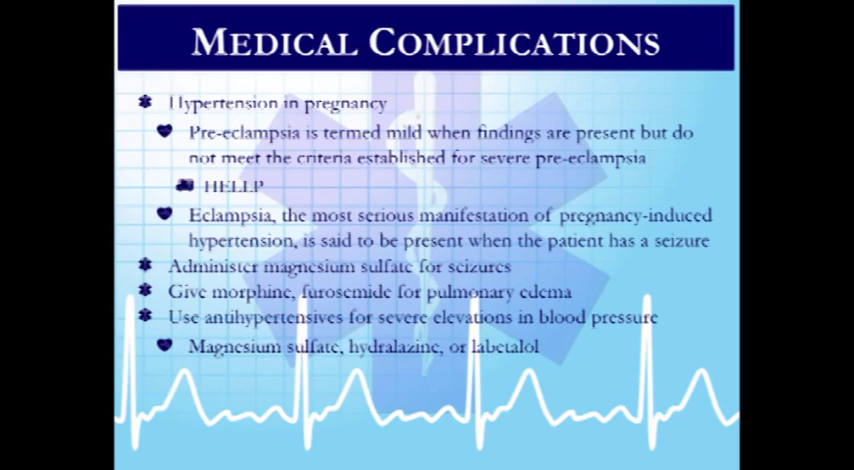 MEDICAL COMPLICATIONS
Hypertension in pregnancy
Pre-eclampsia is termed mild when findings are present but do
not meet the criteria established for severe pre-eclampsia
HELLP
Eclampsia, the most serious manifestation of pregnancy-induced
hypertension, is said to be present when the patient has a seizure
Administer magnesium sulfate for seizures
Give morphine, furosemide for pulmonary edema
Use antihypertensives for severe elevations in blood pressure
Magnesium sulfate, hydralazine, or labetalol